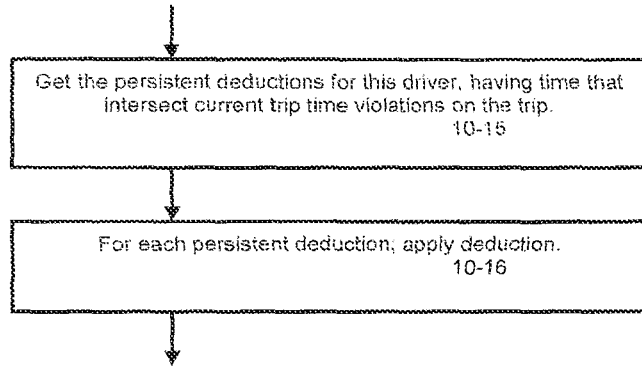 Get the persistent deductions for this driver, having time that
intersect current trip time violations on the trip.
10-15
For each persistent deduction, apply deduction.
10-16